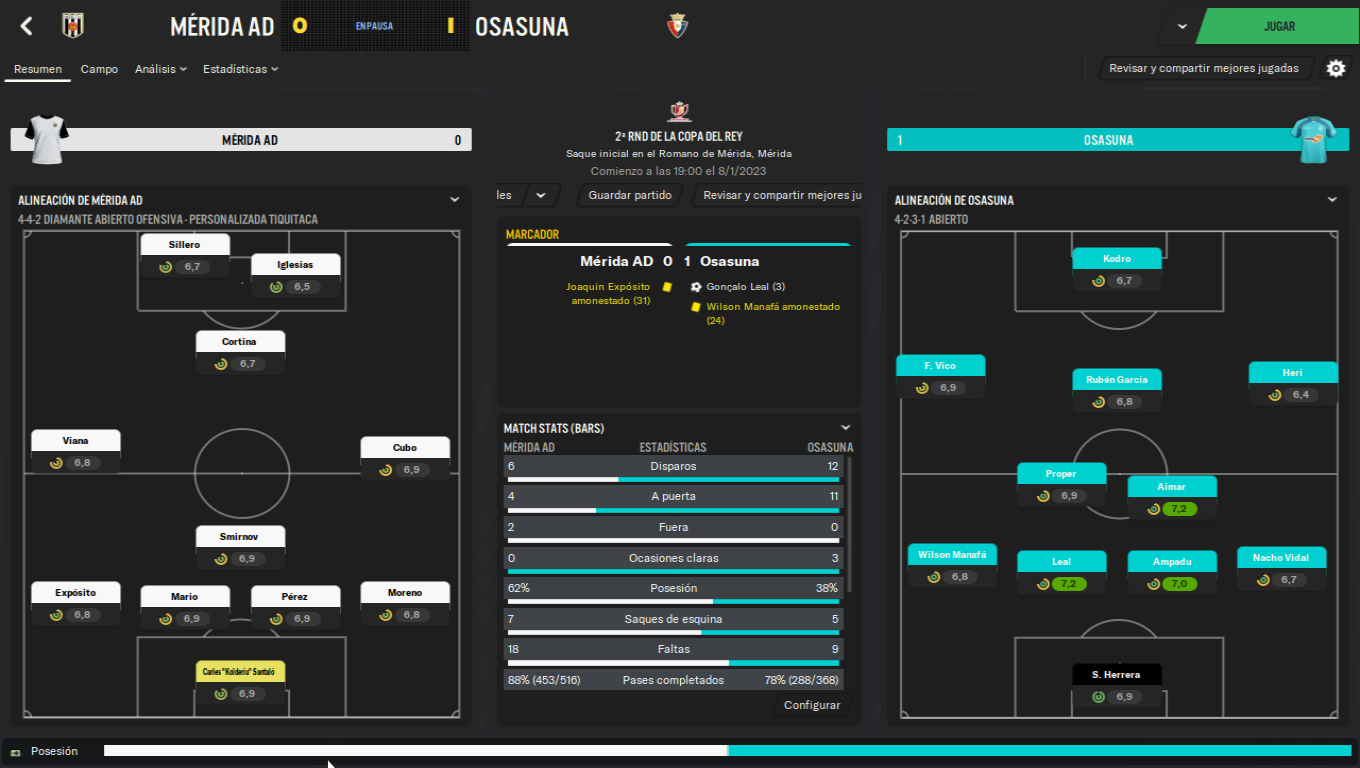 MÉRIDA AD 0 EN PAUSA 1 OSASUNA
JUGAR
Resumen Campo Análisis Estadísticas
Revisar y compartir mejores jugadas
MÉRIDA AD 0
ALINEACIÓN DE MÉRIDA AD
4-4-2 DIAMANTE ABIERTO OFENSIVA - PERSONALIZADA TIQUITACA
Sillero
6,7
Iglesias
6,5
Cortina
6,7
Viana
6,8
Cubo
6,9
Smirnov
6,9
Expósito
6,8
Mario
6,9
Pérez
6,9
Moreno
6,8
Carles "Kolderiu" Santaló
6,9
2ª RND DE LA COPA DEL REY
Saque inicial en el Romano de Mérida, Mérida
Comienzo a las 19:00 el 8/1/2023
les
Guardar partido
Revisar y compartir mejores ju
MARCADOR
Mérida AD 0 1 Osasuna
Joaquín Expósito
amonestado (31)
Gonçalo Leal (3)
Wilson Manafá amonestado
(24)
MATCH STATS (BARS)
MÉRIDA AD ESTADÍSTICAS OSASUNA
6 Disparos 12
4 A puerta 11
2 Fuera 0
0 Ocasiones claras 3
62% Posesión 38%
7 Saques de esquina 5
18 Faltas 9
88% (453/516) Pases completados 78% (288/368)
Configurar
1 OSASUNA
ALINEACIÓN DE OSASUNA
4-2-3-1 ABIERTO
Kodro
6,7
F. Vico
6,9
Rubén García
6,8
Heri
6,4
Proper
6,9
Aimar
7,2
Wilson Manafá
6,8
Leal
7,2
Ampadu
7,0
Nacho Vidal
6,7
S. Herrera
6,9
Posesión